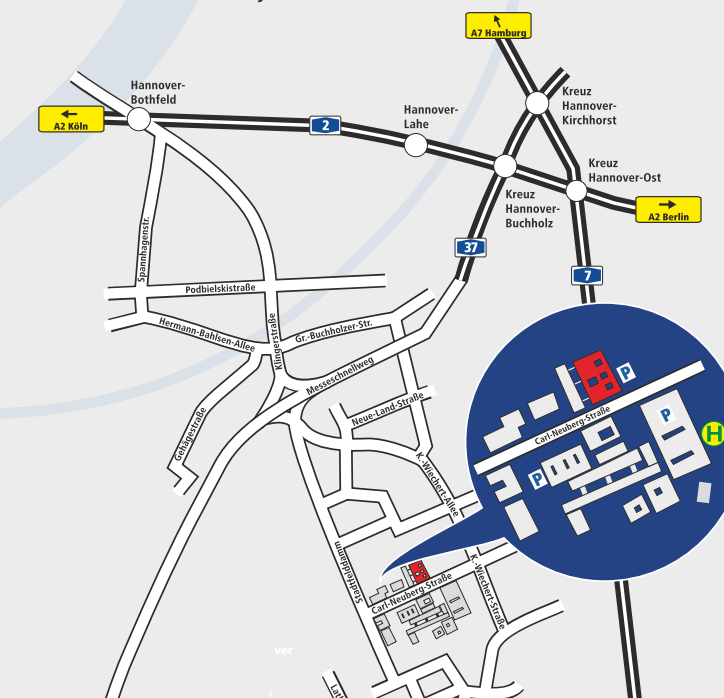 A7 Hamburg
Hannover-
Bothfeld
Kreuz
Hannover-
Kirchhorst
A2 Köln
Hannover-
Lahe
2
Kreuz
Hannover-Ost
Kreuz
Hannover-
Buchholz
A2 Berlin
37
7
Spannhagenstr.
Podbielskistraße
Hermann-Bahlsen-Allee
Klingerstraße
Gr.-Buchholzer-Str.
Messeschnellweg
Neue-Land-Straße
Gehägestraße
K.-Wiechert-Allee
P
Carl-Neuberg-Straße
P
H
P
Stadtfelddamm
K.-Wiechert-Straße
Carl-Neuberg-Straße
ver